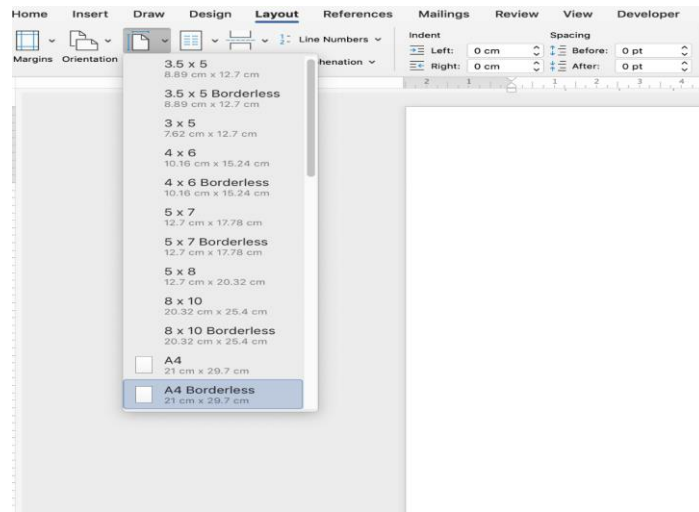 Home Insert Draw Design Layout References Mailings Review View Developer
Indent Spacing
Line Numbers
Left: 0 cm Before: 0 pt
Margins Orientation henation
Right: 0 cm After: 0 pt
2 1 1 2 3 4
3.5 x 5
8.89 cm x 12.7 cm
3.5 x 5 Borderless
8.89 cm x 12.7 cm
3 x 5
7.62 cm x 12.7 cm
4 x 6
10.16 cm x 15.24 cm
4 x 6 Borderless
10.16 cm x 15.24 cm
5 x 7
12.7 cm x 17.78 cm
5 x 7 Borderless
12.7 cm x 17.78 cm
5 x 8
12.7 cm x 20.32 cm
8 x 10
20.32 cm x 25.4 cm
8 x 10 Borderless
20.32 cm x 25.4 cm
A4
21 cm x 29.7 cm
A4 Borderless
21 cm x 29.7 cm